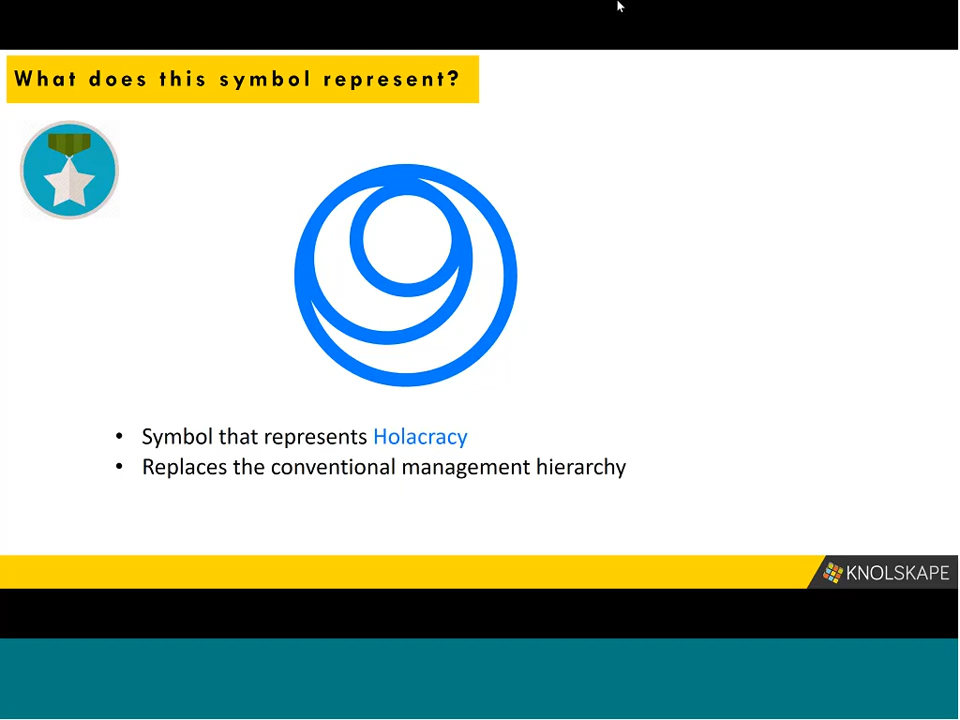 What does this symbol represent?
• Symbol that represents Holacracy
• Replaces the conventional management hierarchy
KNOLSKAPE